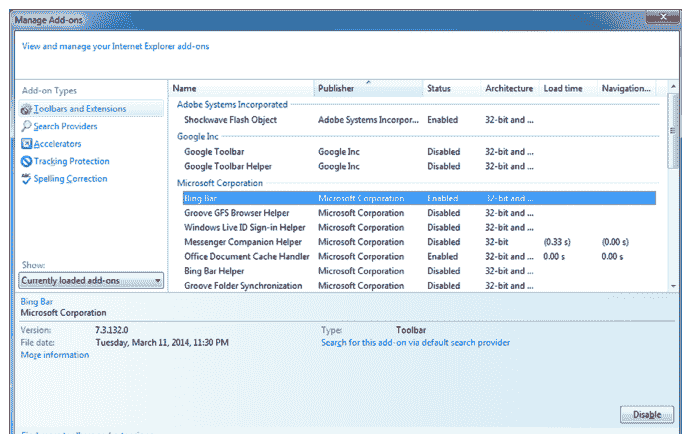 Manage Add-ons
View and manage your Internet Explorer add-ons
Add-on Types
Toolbars and Extensions
Search Providers
Accelerators
Tracking Protection
Spelling Correction
Show:
Currently loaded add-ons
Name Publisher Status Architecture Load time Navigation...
Adobe Systems Incorporated
Shockwave Flash Object Adobe Systems Incorpor... Enabled 32-bit and ...
Google Inc
Google Toolbar Google Inc Disabled 32-bit and ...
Google Toolbar Helper Google Inc Disabled 32-bit and ...
Microsoft Corporation
Bing Bar Microsoft Corporation Enabled 32-bit and ...
Groove GFS Browser Helper Microsoft Corporation Disabled 32-bit and ...
Windows Live ID Sign-in Helper Microsoft Corporation Disabled 32-bit and ...
Messenger Companion Helper Microsoft Corporation Disabled 32-bit (0.33 s) (0.00 s)
Office Document Cache Handler Microsoft Corporation Enabled 32-bit and ... 0.00 s 0.00 s
Bing Bar Helper Microsoft Corporation Disabled 32-bit and ...
Groove Folder Synchronization Microsoft Corporation Disabled 32-bit and ...
Bing Bar
Microsoft Corporation
Version: 7.3.132.0 Type: Toolbar
File date: Tuesday, March 11, 2014, 11:30 PM Search for this add-on via default search provider
More information
Disable